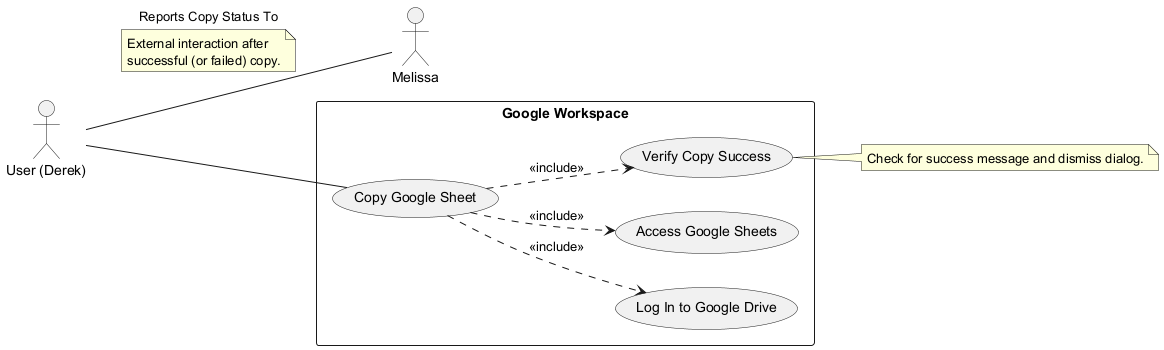 Reports Copy Status To
External interaction after
successful (or failed) copy.
Melissa
User (Derek)
Google Workspace
Verify Copy Success
Check for success message and dismiss dialog.
«include»
Copy Google Sheet
«include»
Access Google Sheets
«include»
Log In to Google Drive